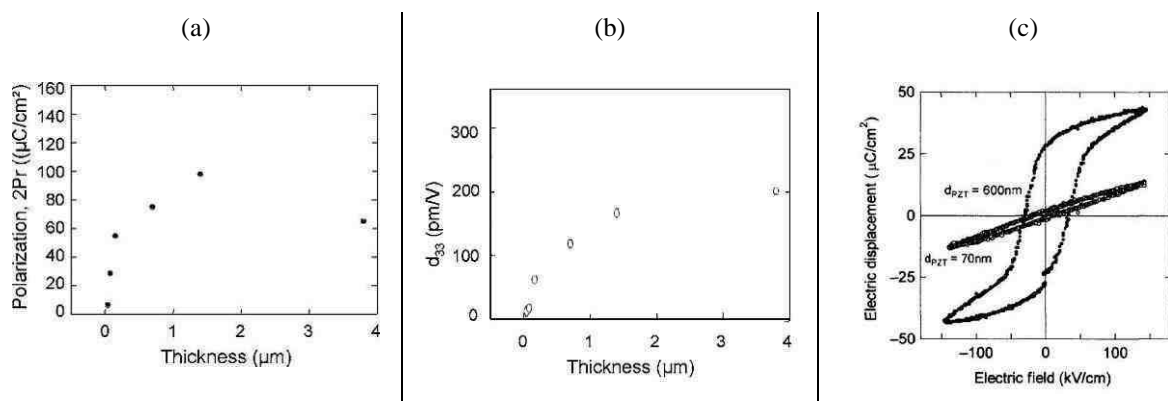 (a)
Polarization, 2Pr ((μC/cm²)
160
140
120
100
80
60
40
20
0
0 1 2 3 4
Thickness (μm)
(b)
d33 (pm/V)
300
200
100
0
0 1 2 3 4
Thickness (μm)
(c)
Electric displacement (μC/cm2)
50
25
0
−25
−50
dPZT = 600nm
dPZT = 70nm
−100 0 100
Electric field (kV/cm)